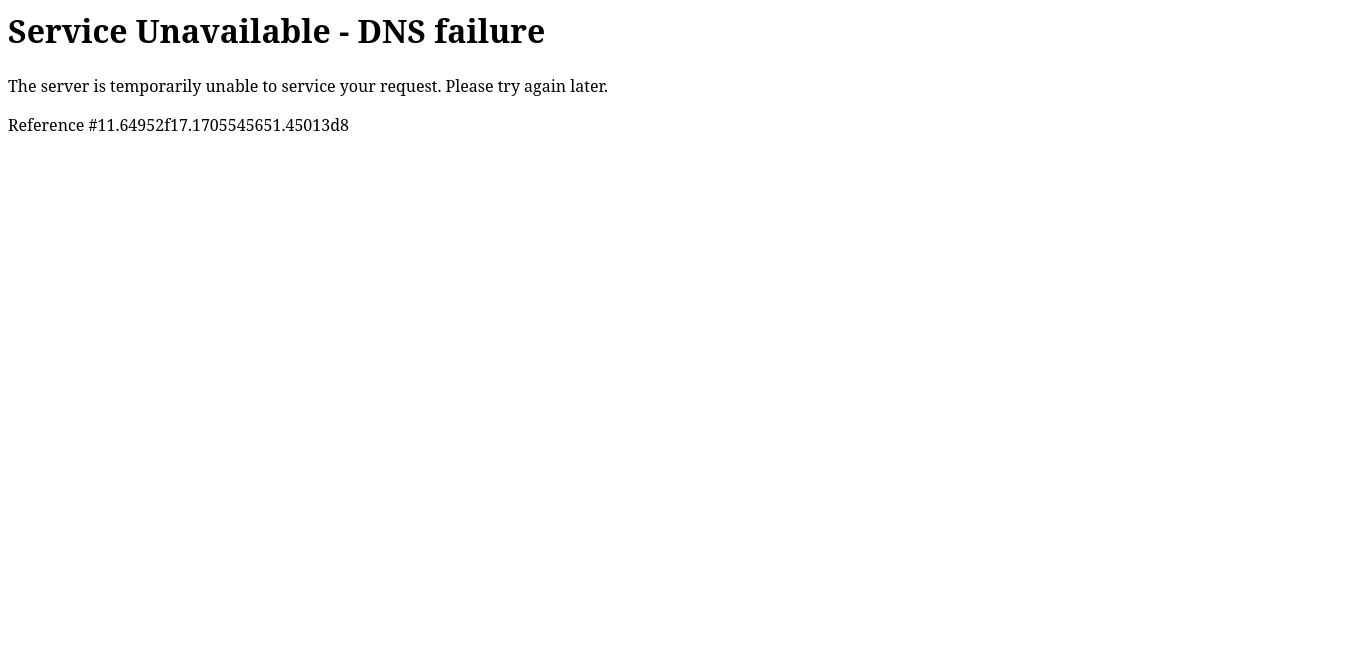 Service Unavailable - DNS failure
The server is temporarily unable to service your request. Please try again later.
Reference #11.64952f17.1705545651.45013d8